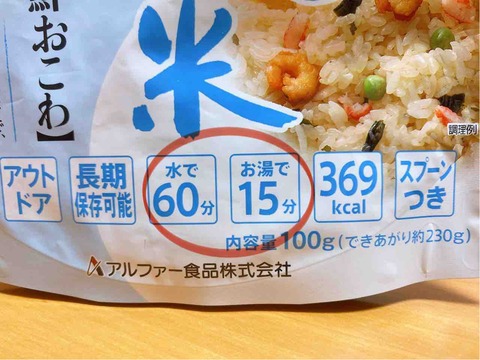 鮮おこわ】
米
調理例
アウトドア
長期保存可能
水で60分
お湯で15分
369kcal
スプーンつき
内容量100g(できあがり約230g)
アルファー食品株式会社